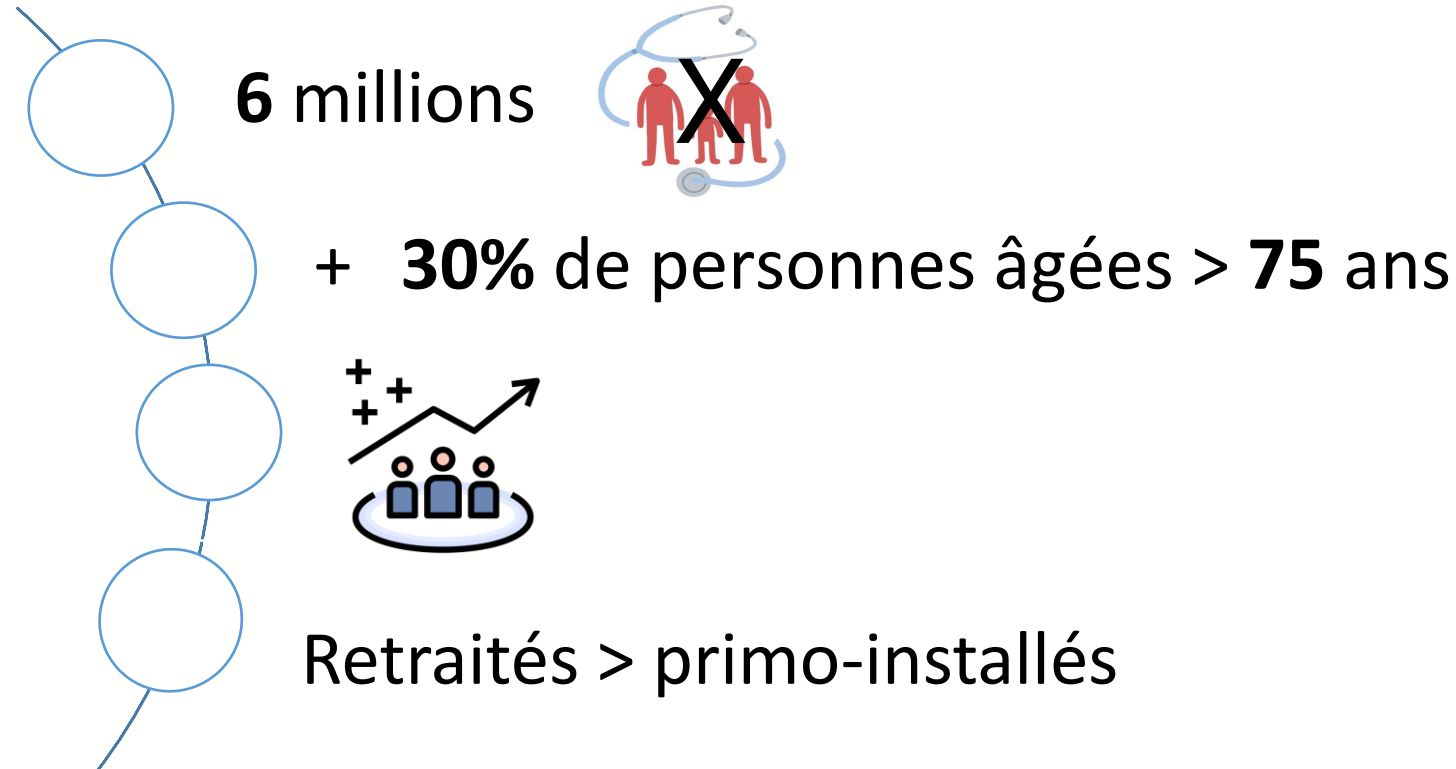 6 millions
X
+ 30% de personnes âgées > 75 ans
Retraités > primo-installés